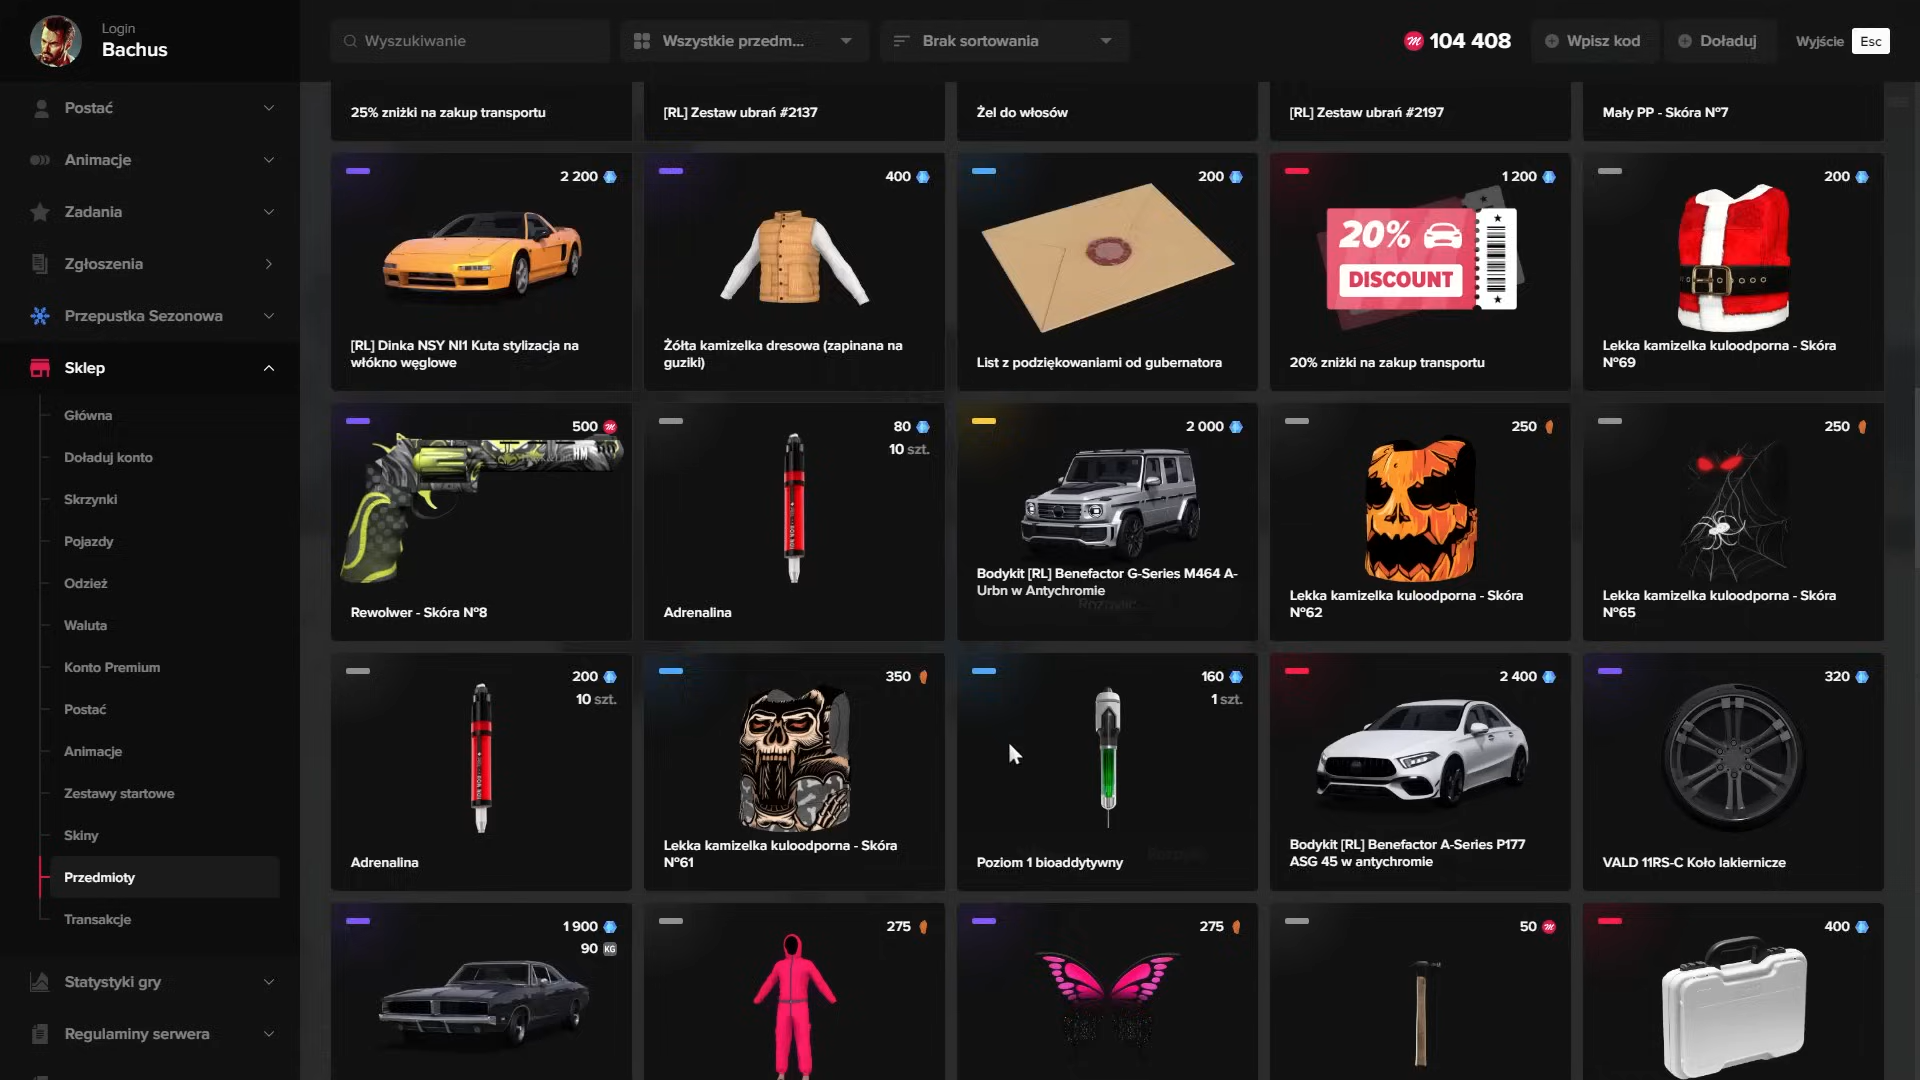 Login
Bachus
Wyszukiwanie
Wszystkie przedm...
Brak sortowania
104 408
Wpisz kod
Doładuj
Wyjście
Esc
Postać
Animacje
Zadania
Zgłoszenia
Przepustka Sezonowa
Sklep
Główna
Doładuj konto
Skrzynki
Pojazdy
Odzież
Waluta
Konto Premium
Postać
Animacje
Zestawy startowe
Skiny
Przedmioty
Transakcje
Statystyki gry
Regulaminy serwera
25% zniżki na zakup transportu
[RL] Zestaw ubrań #2137
Żel do włosów
[RL] Zestaw ubrań #2197
Mały PP - Skóra Nº7
2 200
[RL] Dinka NSY NI1 Kuta stylizacja na
włókno węglowe
400
Żółta kamizelka dresowa (zapinana na
guziki)
200
List z podziękowaniami od gubernatora
1 200
20%
DISCOUNT
20% zniżki na zakup transportu
200
Lekka kamizelka kuloodporna - Skóra
Nº69
500
HM
Rewolwer - Skóra Nº8
80
10 szt.
Adrenalina
2 000
Bodykit [RL] Benefactor G-Series M464 A-
Urbn w Antychromie
250
Lekka kamizelka kuloodporna - Skóra
Nº62
250
Lekka kamizelka kuloodporna - Skóra
Nº65
200
10 szt.
Adrenalina
350
Lekka kamizelka kuloodporna - Skóra
Nº61
160
1 szt.
Poziom 1 bioaddytywny
2 400
Bodykit [RL] Benefactor A-Series P177
ASG 45 w antychromie
320
VALD 11RS-C Koło lakiernicze
1 900
90 KG
275
275
50
400